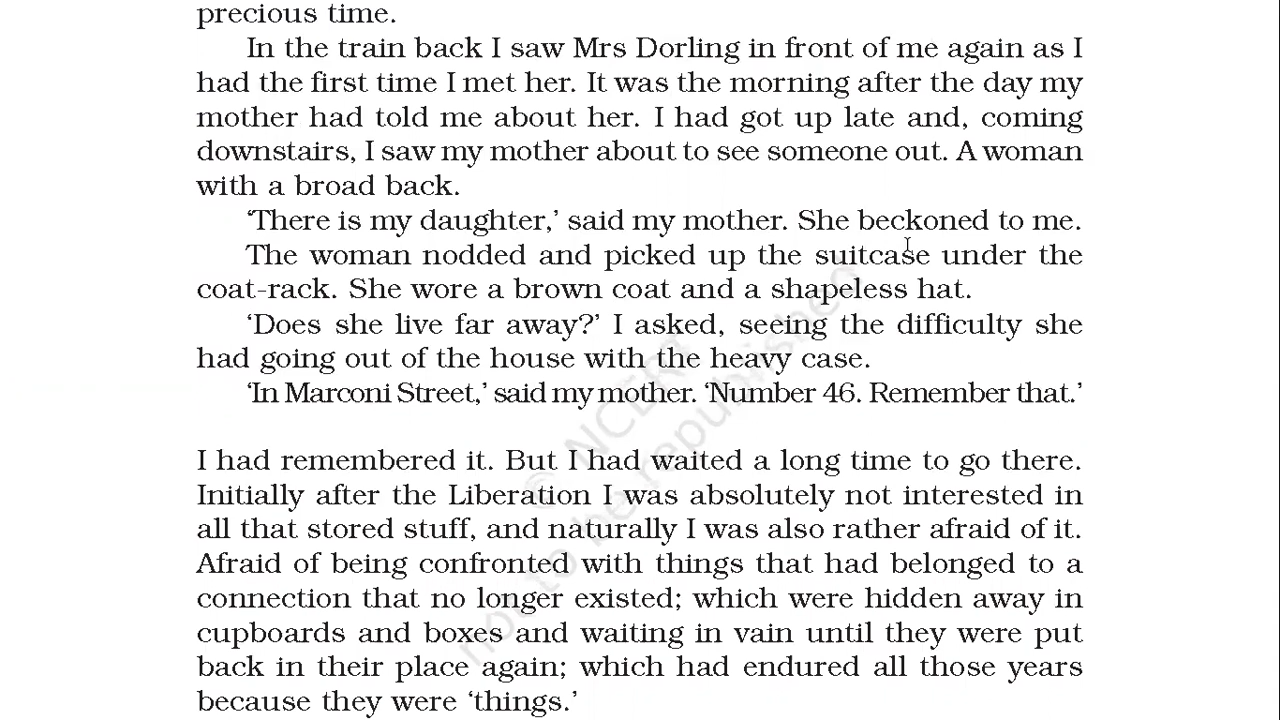 precious time.
In the train back I saw Mrs Dorling in front of me again as I
had the first time I met her. It was the morning after the day my
mother had told me about her. I had got up late and, coming
downstairs, I saw my mother about to see someone out. A woman
with a broad back.
‘There is my daughter,’ said my mother. She beckoned to me.
The woman nodded and picked up the suitcase under the
coat-rack. She wore a brown coat and a shapeless hat.
‘Does she live far away?’ I asked, seeing the difficulty she
had going out of the house with the heavy case.
‘In Marconi Street,’ said my mother. ‘Number 46. Remember that.’
I had remembered it. But I had waited a long time to go there.
Initially after the Liberation I was absolutely not interested in
all that stored stuff, and naturally I was also rather afraid of it.
Afraid of being confronted with things that had belonged to a
connection that no longer existed; which were hidden away in
cupboards and boxes and waiting in vain until they were put
back in their place again; which had endured all those years
because they were ‘things.’
© NCERT
not to be republished